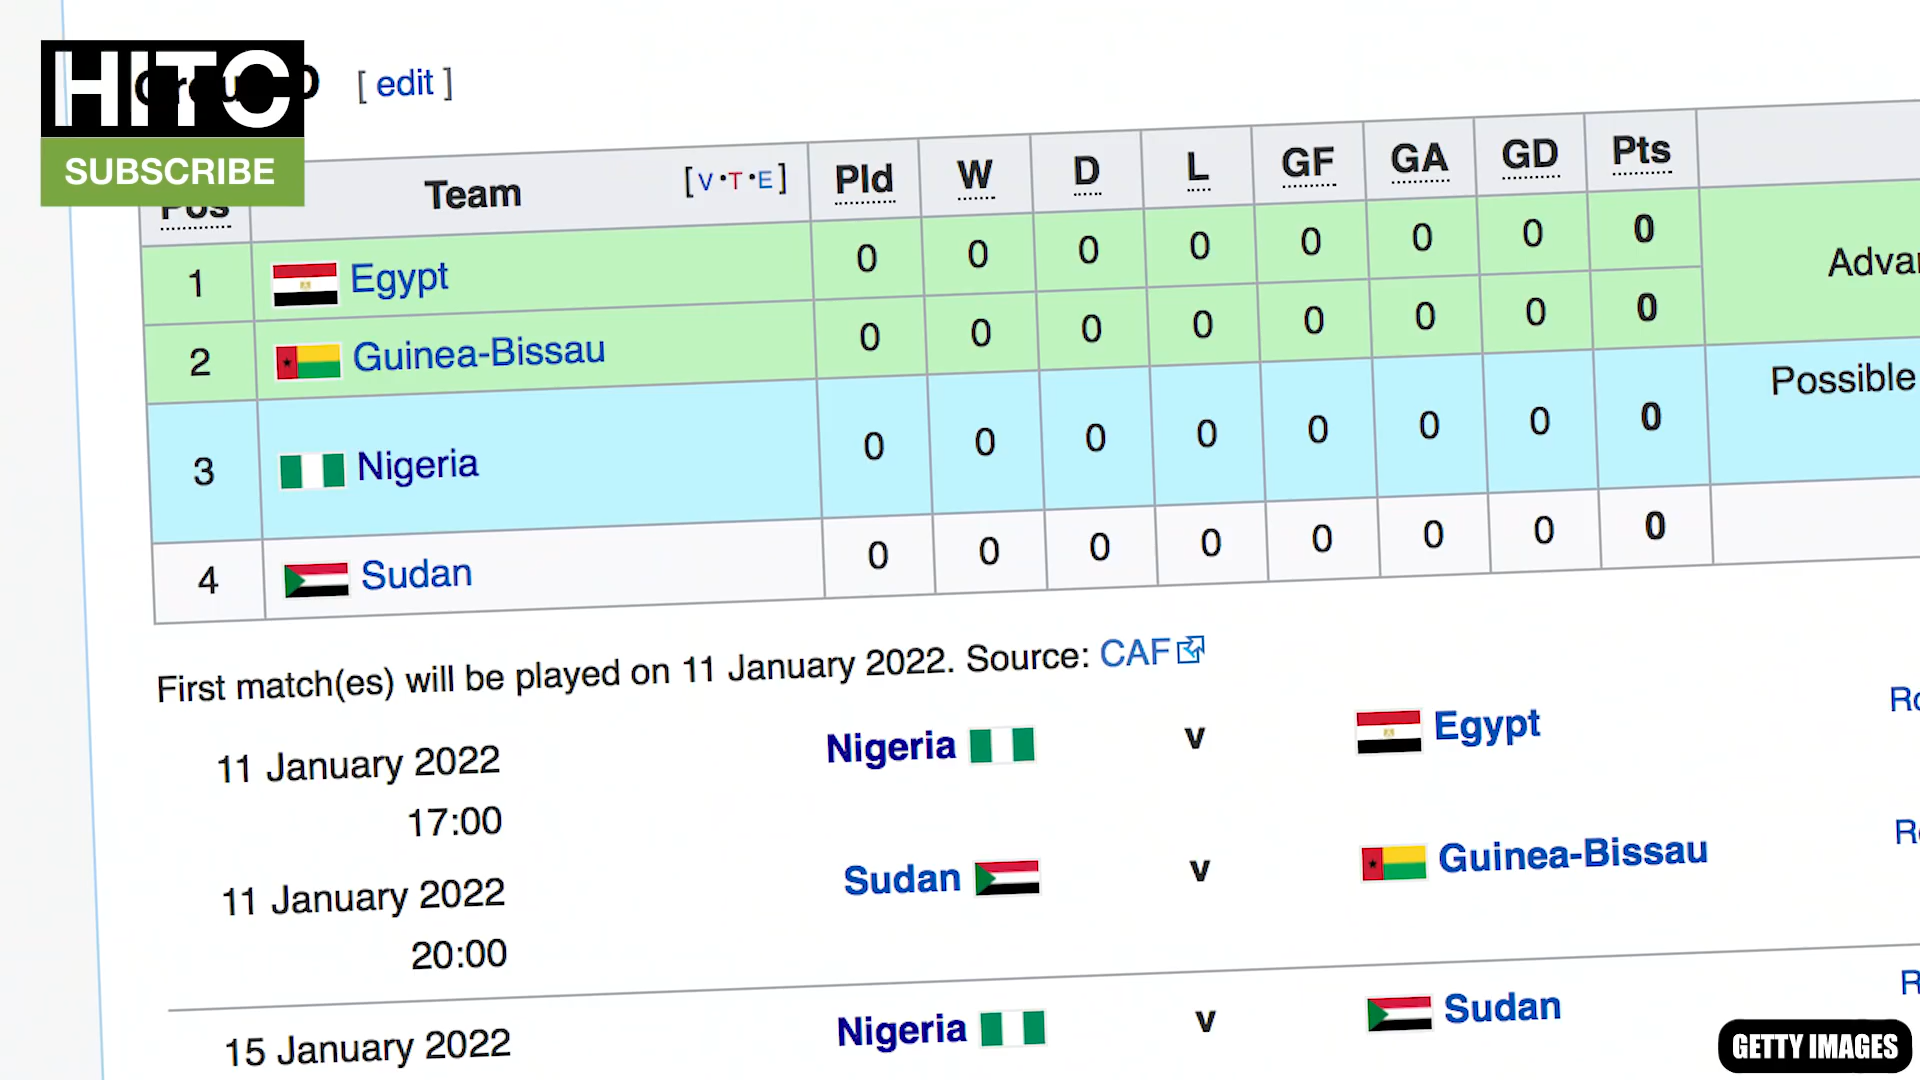 HITC
SUBSCRIBE
[ edit ]
Pos Team [V•T•E] Pld W D L GF GA GD Pts
1 Egypt 0 0 0 0 0 0 0 0
2 Guinea-Bissau 0 0 0 0 0 0 0 0
3 Nigeria 0 0 0 0 0 0 0 0 Possible
4 Sudan 0 0 0 0 0 0 0 0
First match(es) will be played on 11 January 2022. Source: CAF
11 January 2022 Nigeria v Egypt
17:00
11 January 2022 Sudan v Guinea-Bissau
20:00
15 January 2022 Nigeria v Sudan
GETTY IMAGES